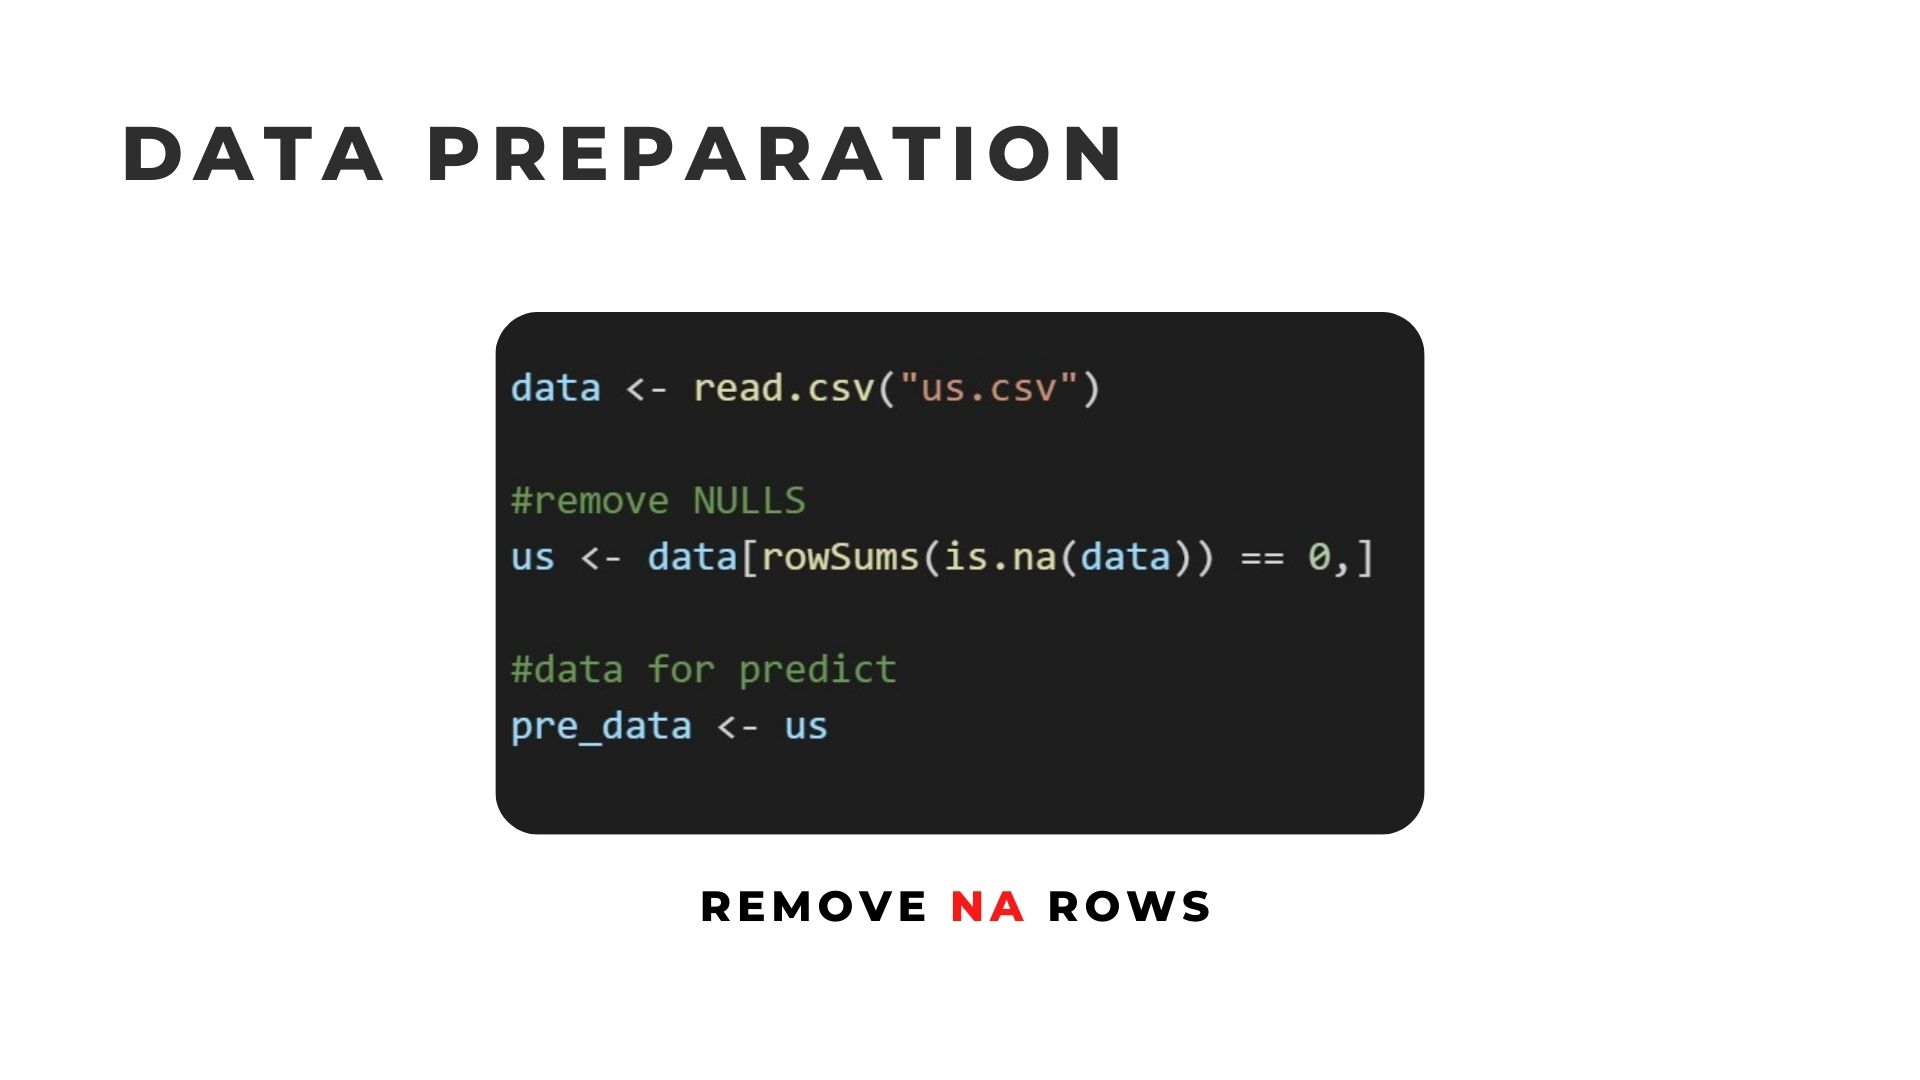 DATA PREPARATION
data <- read.csv("us.csv")
#remove NULLS
us <- data[rowSums(is.na(data)) == 0,]
#data for predict
pre_data <- us
REMOVE NA ROWS